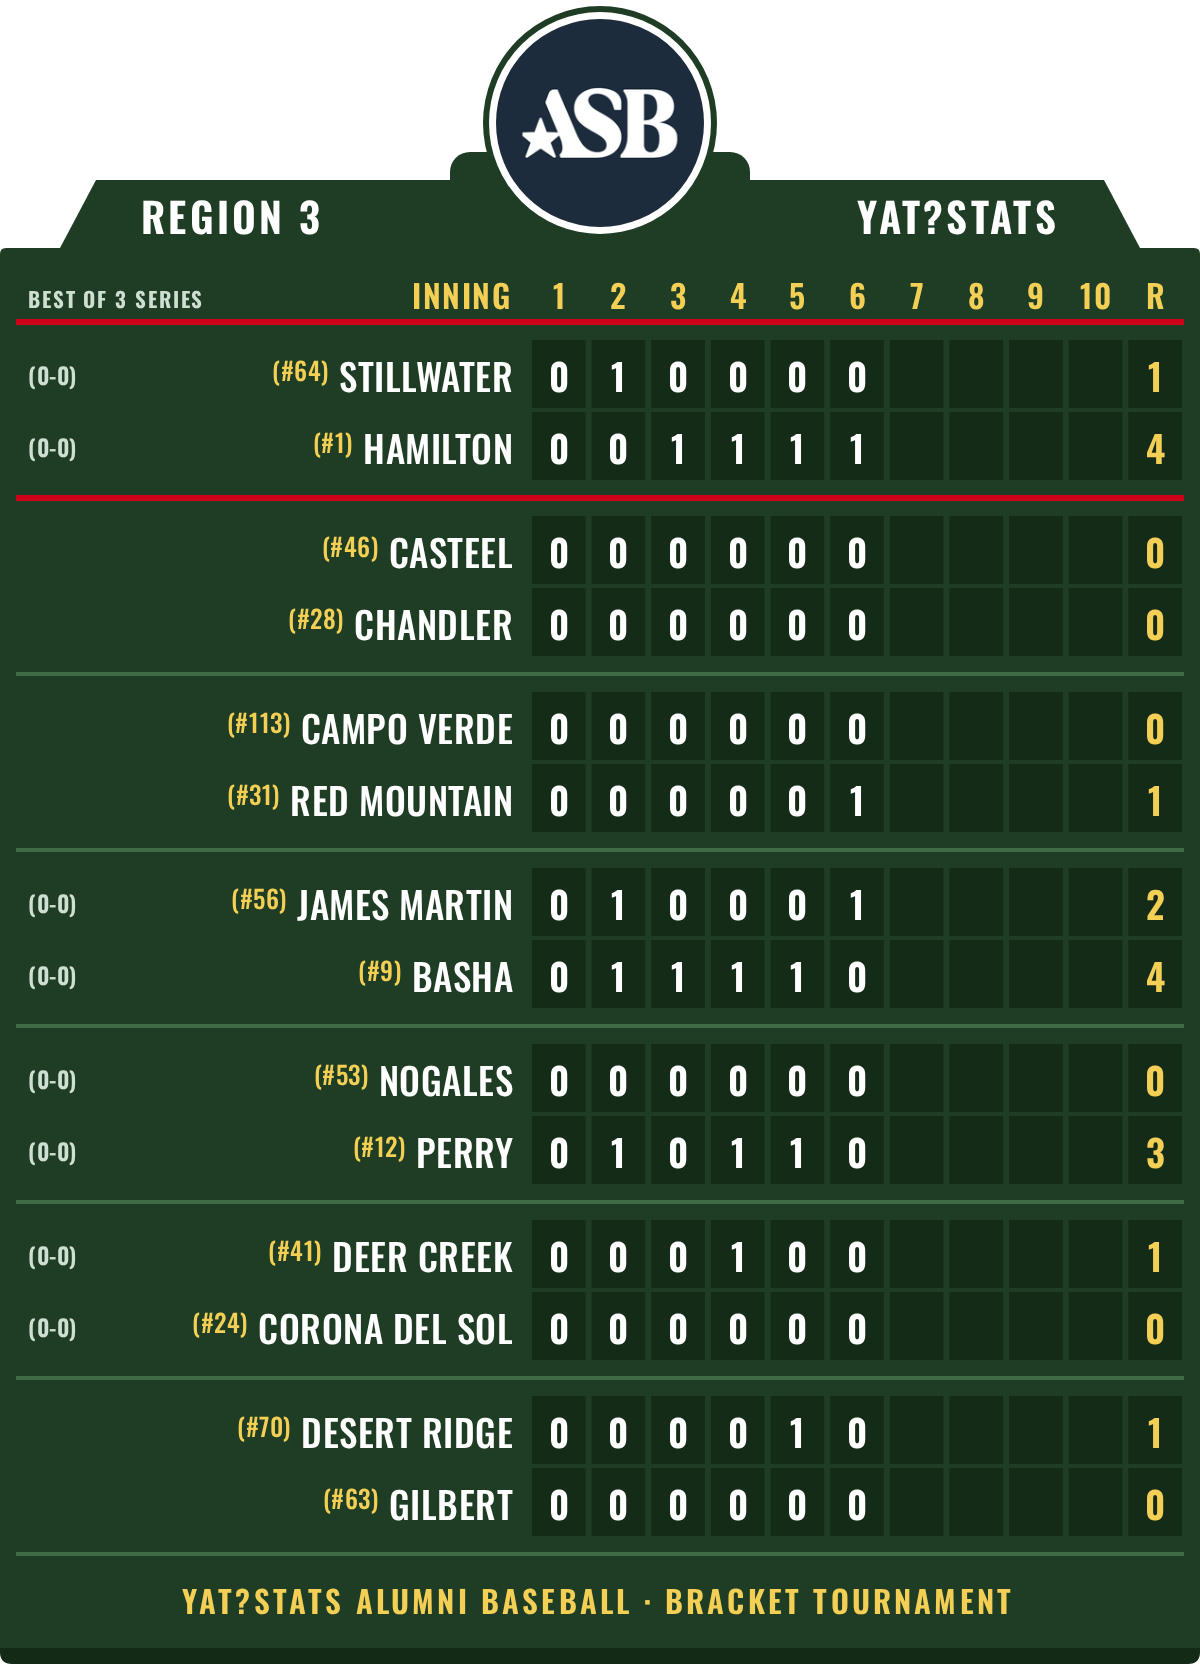 ASB
REGION 3 YAT?STATS
BEST OF 3 SERIES INNING 1 2 3 4 5 6 7 8 9 10 R
(0-0) (#64) STILLWATER 0 1 0 0 0 0 1
(0-0) (#1) HAMILTON 0 0 1 1 1 1 4
(#46) CASTEEL 0 0 0 0 0 0 0
(#28) CHANDLER 0 0 0 0 0 0 0
(#113) CAMPO VERDE 0 0 0 0 0 0 0
(#31) RED MOUNTAIN 0 0 0 0 0 1 1
(0-0) (#56) JAMES MARTIN 0 1 0 0 0 1 2
(0-0) (#9) BASHA 0 1 1 1 1 0 4
(0-0) (#53) NOGALES 0 0 0 0 0 0 0
(0-0) (#12) PERRY 0 1 0 1 1 0 3
(0-0) (#41) DEER CREEK 0 0 0 1 0 0 1
(0-0) (#24) CORONA DEL SOL 0 0 0 0 0 0 0
(#70) DESERT RIDGE 0 0 0 0 1 0 1
(#63) GILBERT 0 0 0 0 0 0 0
YAT?STATS ALUMNI BASEBALL · BRACKET TOURNAMENT